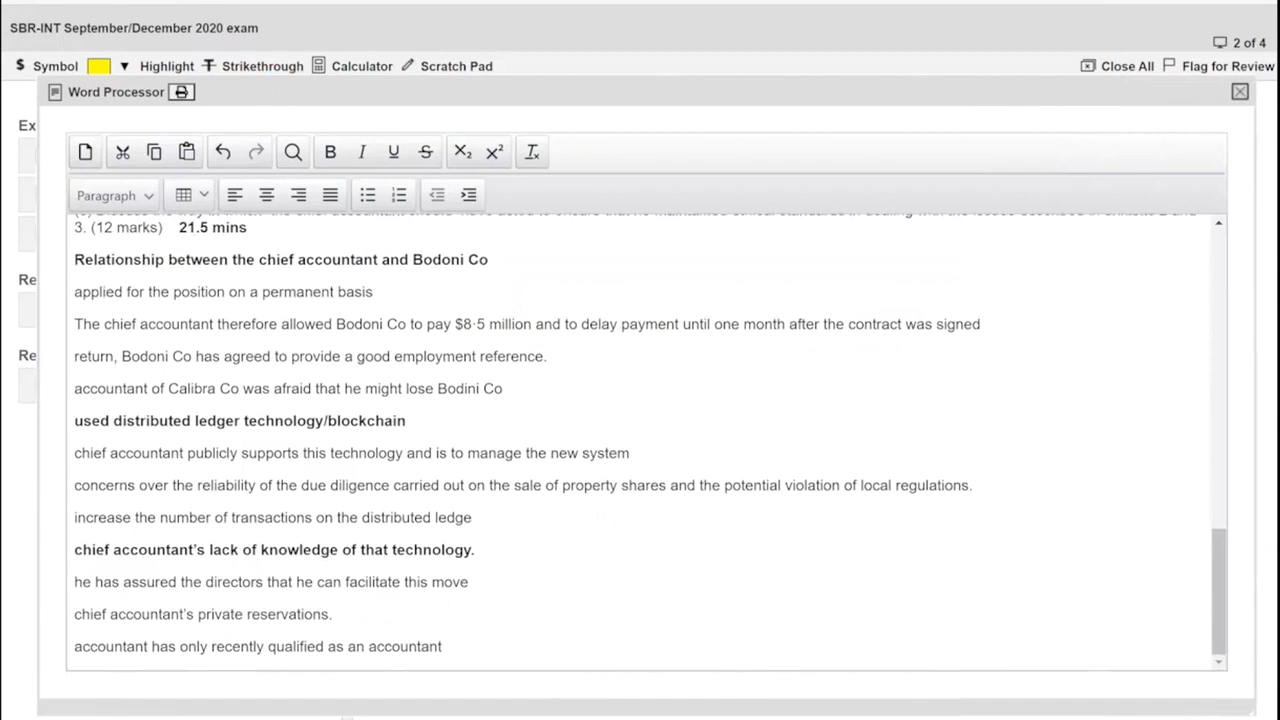 SBR-INT September/December 2020 exam
2 of 4
$ Symbol Highlight T Strikethrough Calculator Scratch Pad Close All Flag for Review
Word Processor
Ex
B I U S X₂ X² Tx
Paragraph
3. (12 marks) 21.5 mins
Relationship between the chief accountant and Bodoni Co
Re
applied for the position on a permanent basis
The chief accountant therefore allowed Bodoni Co to pay $8·5 million and to delay payment until one month after the contract was signed
Re
return, Bodoni Co has agreed to provide a good employment reference.
accountant of Calibra Co was afraid that he might lose Bodini Co
used distributed ledger technology/blockchain
chief accountant publicly supports this technology and is to manage the new system
concerns over the reliability of the due diligence carried out on the sale of property shares and the potential violation of local regulations.
increase the number of transactions on the distributed ledge
chief accountant's lack of knowledge of that technology.
he has assured the directors that he can facilitate this move
chief accountant's private reservations.
accountant has only recently qualified as an accountant